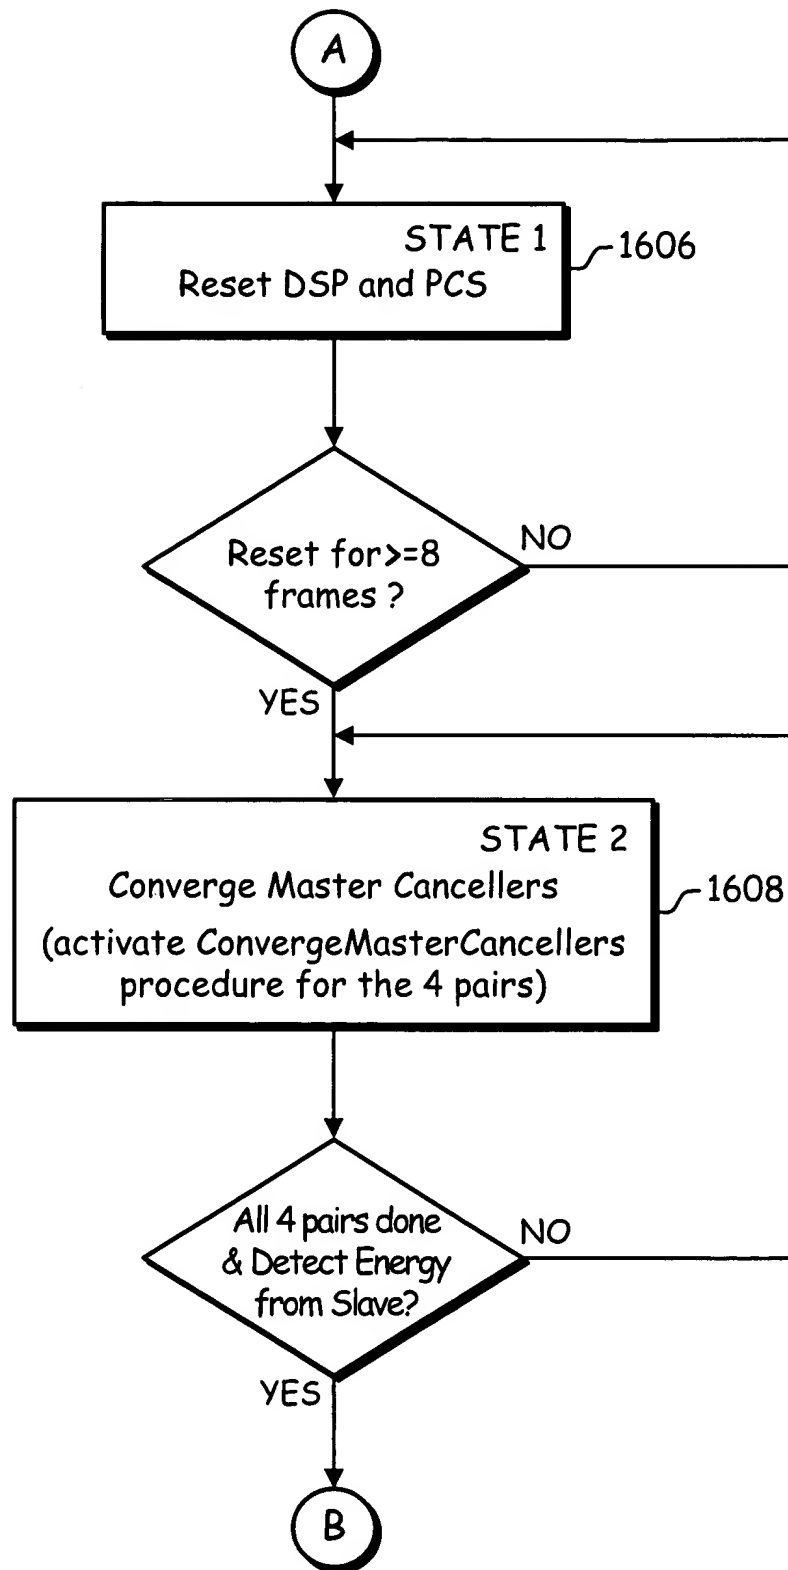 A
STATE 1
1606
Reset DSP and PCS
Reset for>=8
frames ?
NO
YES
STATE 2
Converge Master Cancellers
1608
(activate ConvergeMasterCancellers
procedure for the 4 pairs)
All 4 pairs done
& Detect Energy
from Slave?
NO
YES
B